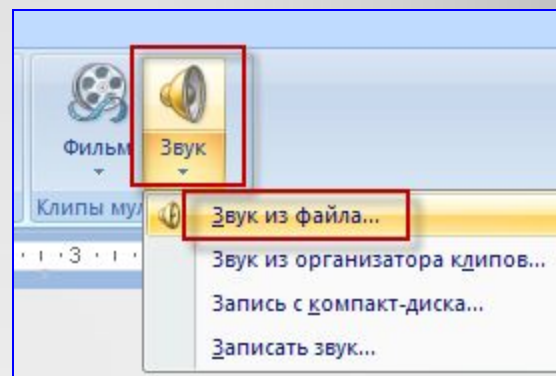 Фильм Звук
Клипы му
Звук из файла...
3
Звук из организатора клипов...
Запись с компакт-диска...
Записать звук...